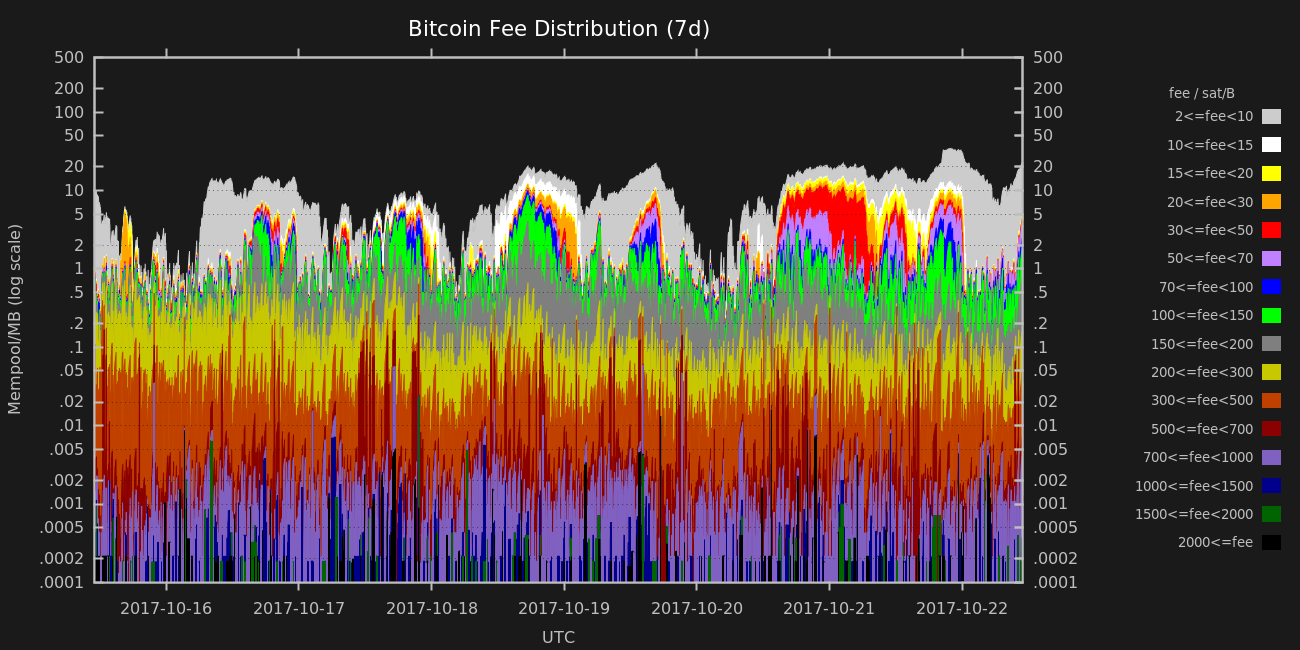 Bitcoin Fee Distribution (7d)
Mempool/MB (log scale)
500
200
100
50
20
10
5
2
1
.5
.2
.1
.05
.02
.01
.005
.002
.001
.0005
.0002
.0001
500
200
100
50
20
10
5
2
1
.5
.2
.1
.05
.02
.01
.005
.002
.001
.0005
.0002
.0001
2017-10-16 2017-10-17 2017-10-18 2017-10-19 2017-10-20 2017-10-21 2017-10-22
UTC
fee / sat/B
2<=fee<10
10<=fee<15
15<=fee<20
20<=fee<30
30<=fee<50
50<=fee<70
70<=fee<100
100<=fee<150
150<=fee<200
200<=fee<300
300<=fee<500
500<=fee<700
700<=fee<1000
1000<=fee<1500
1500<=fee<2000
2000<=fee